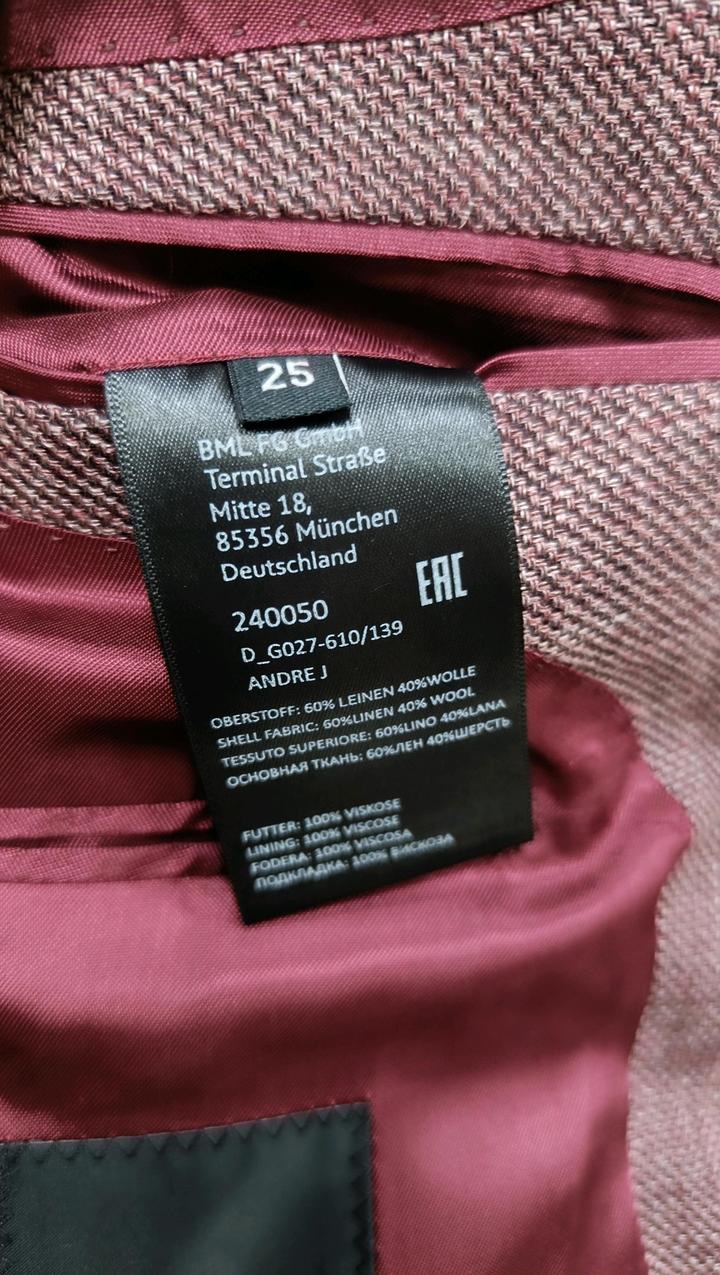 25
BML FG GmbH
Terminal Straße
Mitte 18,
85356 München
Deutschland
EAC
240050
D_G027-610/139
ANDRE J
OBERSTOFF: 60% LEINEN 40%WOLLE
SHELL FABRIC: 60%LINEN 40% WOOL
TESSUTO SUPERIORE: 60%LINO 40%LANA
ОСНОВНАЯ ТКАНЬ: 60%ЛЕН 40%ШЕРСТЬ
FUTTER: 100% VISKOSE
LINING: 100% VISCOSE
FODERA: 100% VISCOSA
ПОДКЛАДКА: 100% ВИСКОЗА